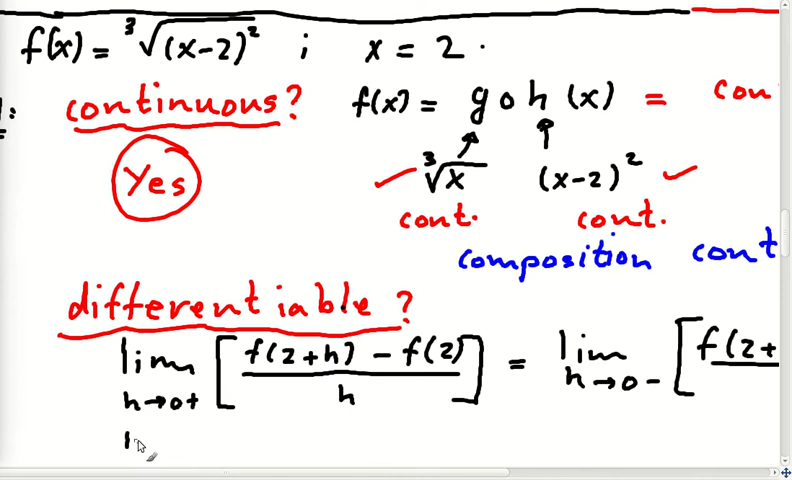 f(x) = ∛(x-2)² ; x = 2.
1: continuous? f(x) = g o h (x) = con
Yes ∛x (x-2)²
cont. cont.
composition cont
differentiable?
lim h→0+ [ f(2+h) - f(2) / h ] = lim h→0- [ f(2+